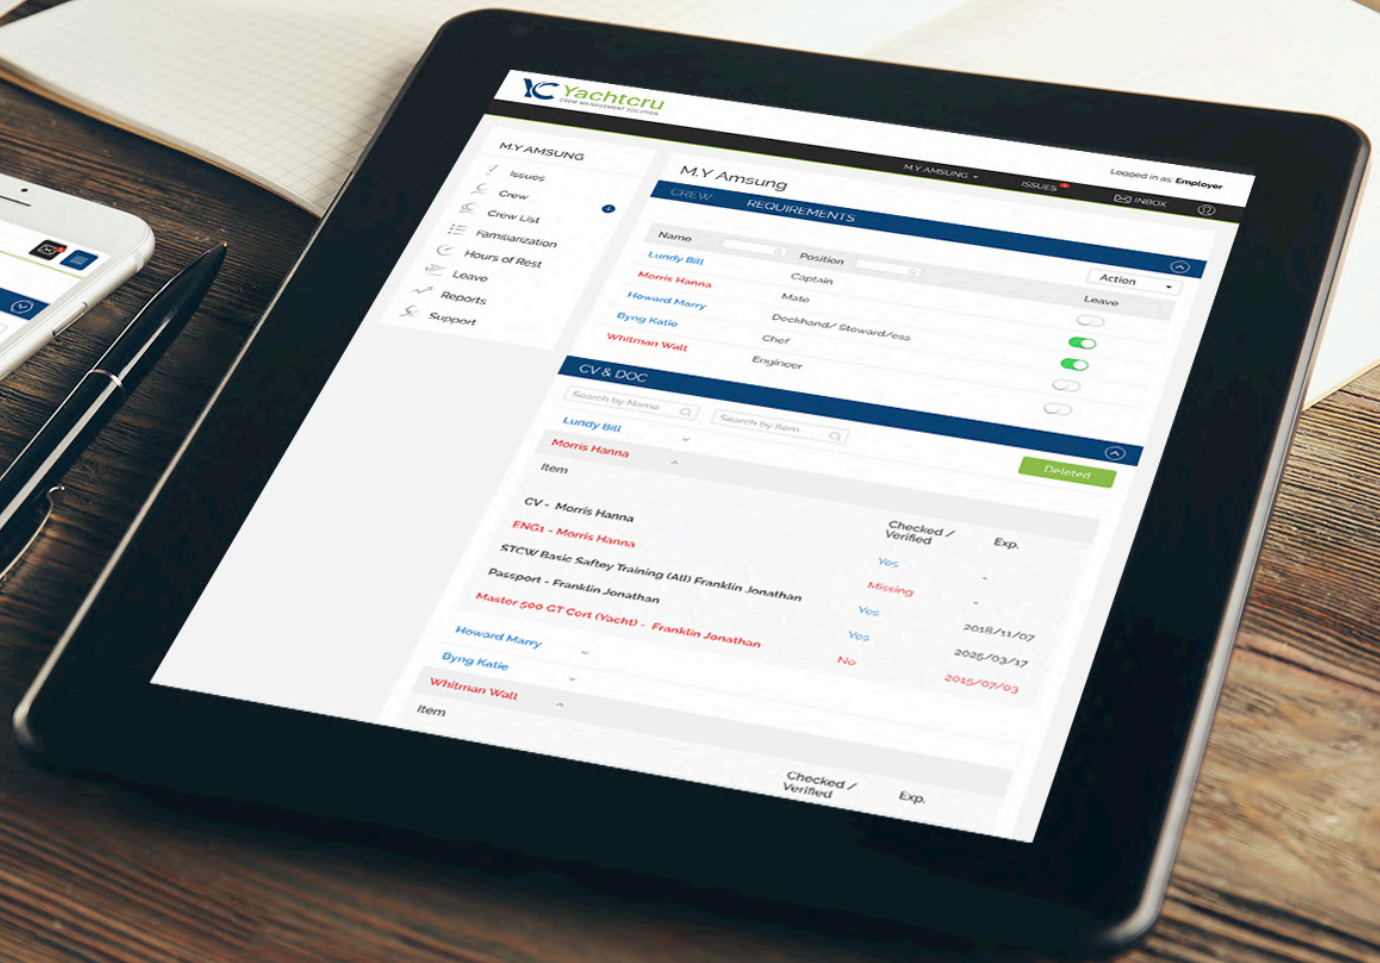 YC Yachtcru
CREW MANAGEMENT SOLUTION
Logged in as: Employer
M.Y AMSUNG
ISSUES
INBOX
M.Y AMSUNG
Issues
Crew
Crew List
Familiarization
Hours of Rest
Leave
Reports
Support
M.Y Amsung
CREW REQUIREMENTS
Action
Name Position Leave
Lundy Bill Captain
Morris Hanna Mate
Howard Marry Deckhand/ Steward/ess
Byng Katie Chef
Whitman Walt Engineer
CV & DOC
Search by Name Search by Item
Deleted
Lundy Bill
Morris Hanna
Item Checked / Verified Exp.
CV - Morris Hanna Yes -
ENG1 - Morris Hanna Missing -
STCW Basic Saftey Training (All) Franklin Jonathan Yes 2018/11/07
Passport - Franklin Jonathan Yes 2025/03/17
Master 500 GT Cert (Yacht) - Franklin Jonathan No 2015/07/03
Howard Marry
Byng Katie
Whitman Walt
Item Checked / Verified Exp.